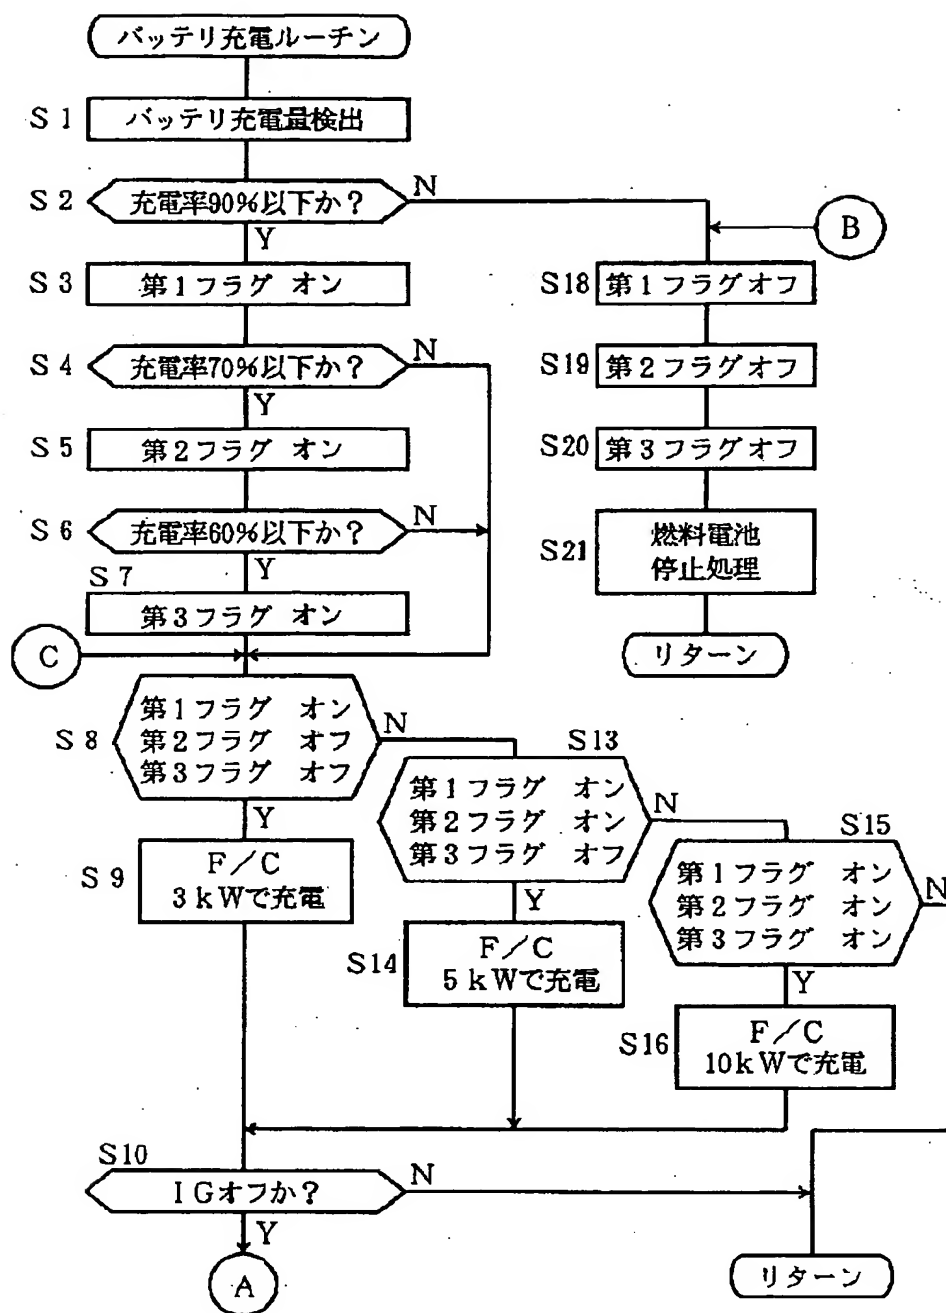 バッテリ充電ルーチン
S1
バッテリ充電量検出
S2
充電率90%以下か？
N
Y
B
S3
第1フラグ オン
S18
第1フラグオフ
S4
充電率70%以下か？
N
Y
S19
第2フラグオフ
S5
第2フラグ オン
S20
第3フラグオフ
S6
充電率60%以下か？
N
Y
S21
燃料電池
停止処理
S7
第3フラグ オン
リターン
C
S8
第1フラグ オン
第2フラグ オフ
第3フラグ オフ
N
Y
S13
第1フラグ オン
第2フラグ オン
第3フラグ オフ
N
Y
S15
第1フラグ オン
第2フラグ オン
第3フラグ オン
N
Y
S9
F／C
3kWで充電
S14
F／C
5kWで充電
S16
F／C
10kWで充電
S10
IGオフか？
N
Y
A
リターン